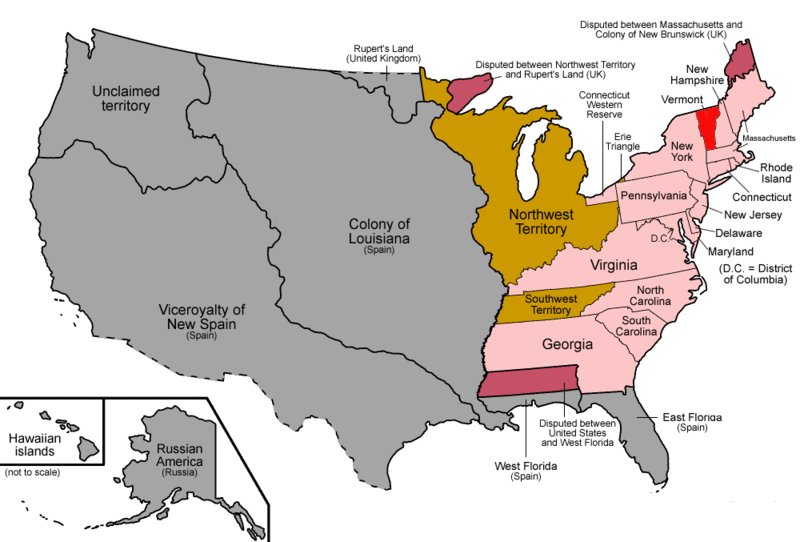 Disputed between Massachusetts and
Colony of New Brunswick (UK)
Rupert's Land
(United Kingdom)
Disputed between Northwest Territory
and Rupert's Land (UK)
New
Hampshire
Vermont
Unclaimed
territory
Connecticut
Western
Reserve
Erie
Triangle
Massachusetts
New
York
Rhode
Island
Pennsylvania
Connecticut
New Jersey
Northwest
Territory
Colony of
Louisiana
(Spain)
Delaware
D.C.
Maryland
(D.C. = District
of Columbia)
Virginia
Southwest
Territory
North
Carolina
Viceroyalty of
New Spain
(Spain)
South
Carolina
Georgia
East Florida
(Spain)
Disputed between
United States
and West Florida
West Florida
(Spain)
Hawaiian
islands
(not to scale)
Russian
America
(Russia)